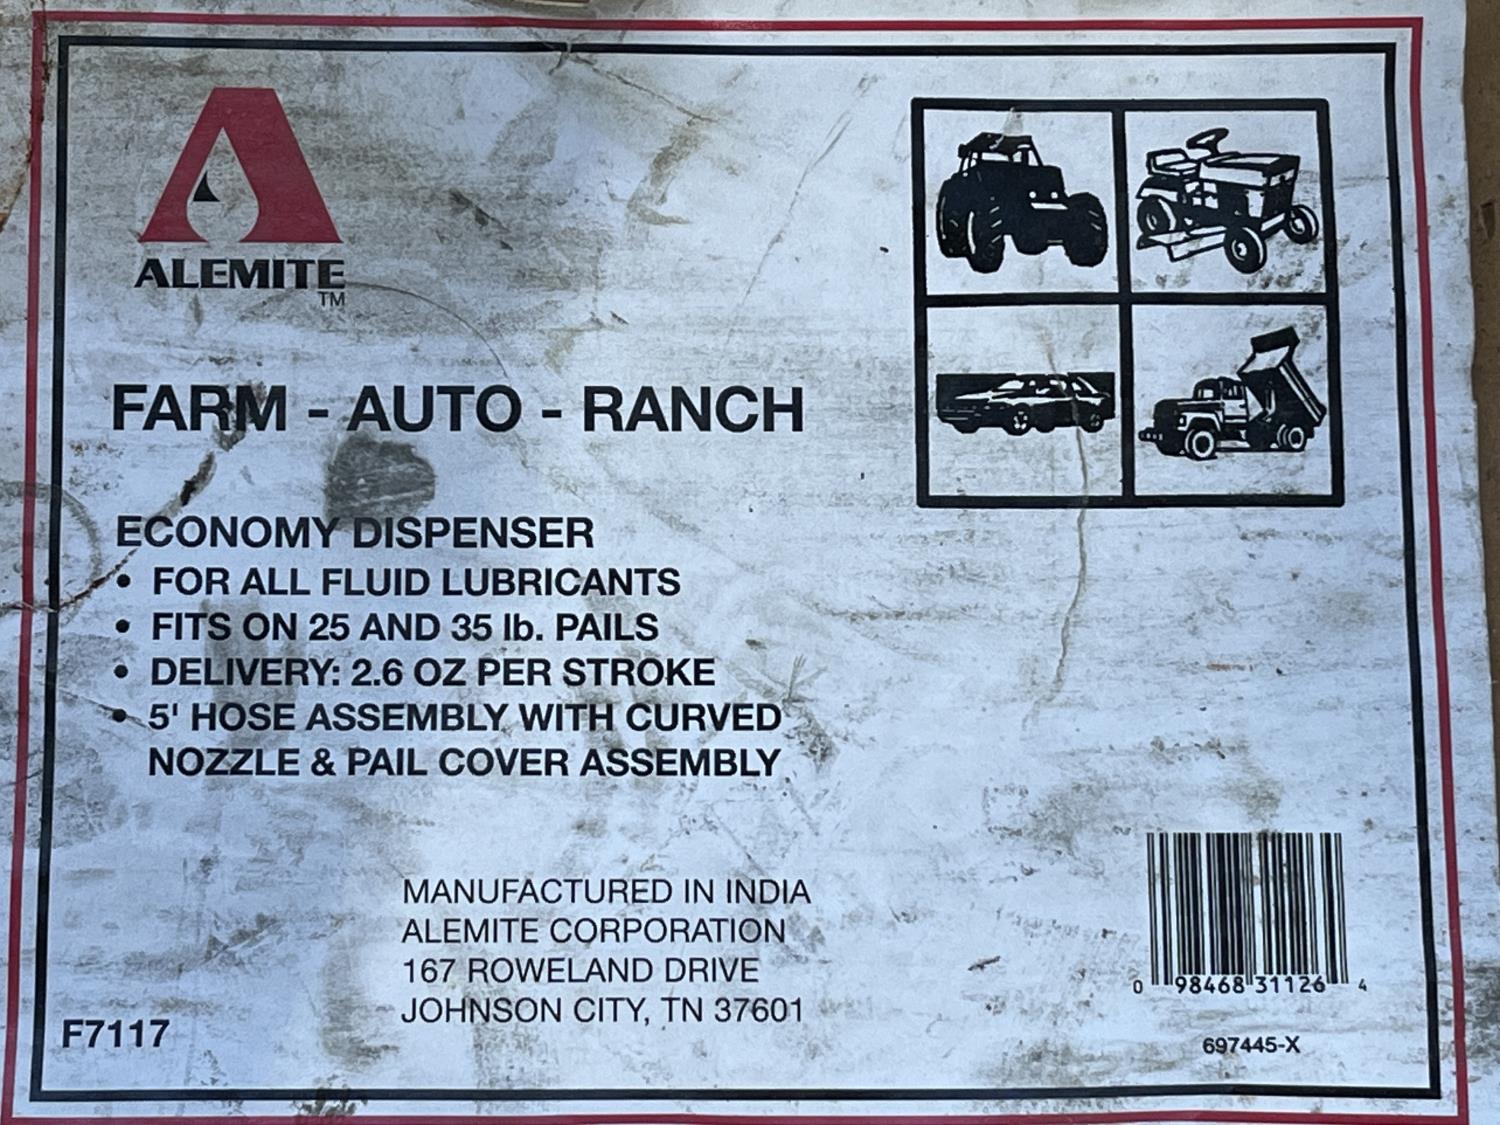 ALEMITE
TM
FARM - AUTO - RANCH
ECONOMY DISPENSER
• FOR ALL FLUID LUBRICANTS
• FITS ON 25 AND 35 lb. PAILS
• DELIVERY: 2.6 OZ PER STROKE
• 5' HOSE ASSEMBLY WITH CURVED
NOZZLE & PAIL COVER ASSEMBLY
MANUFACTURED IN INDIA
ALEMITE CORPORATION
167 ROWELAND DRIVE
JOHNSON CITY, TN 37601
F7117
0 98468 31126 4
697445-X